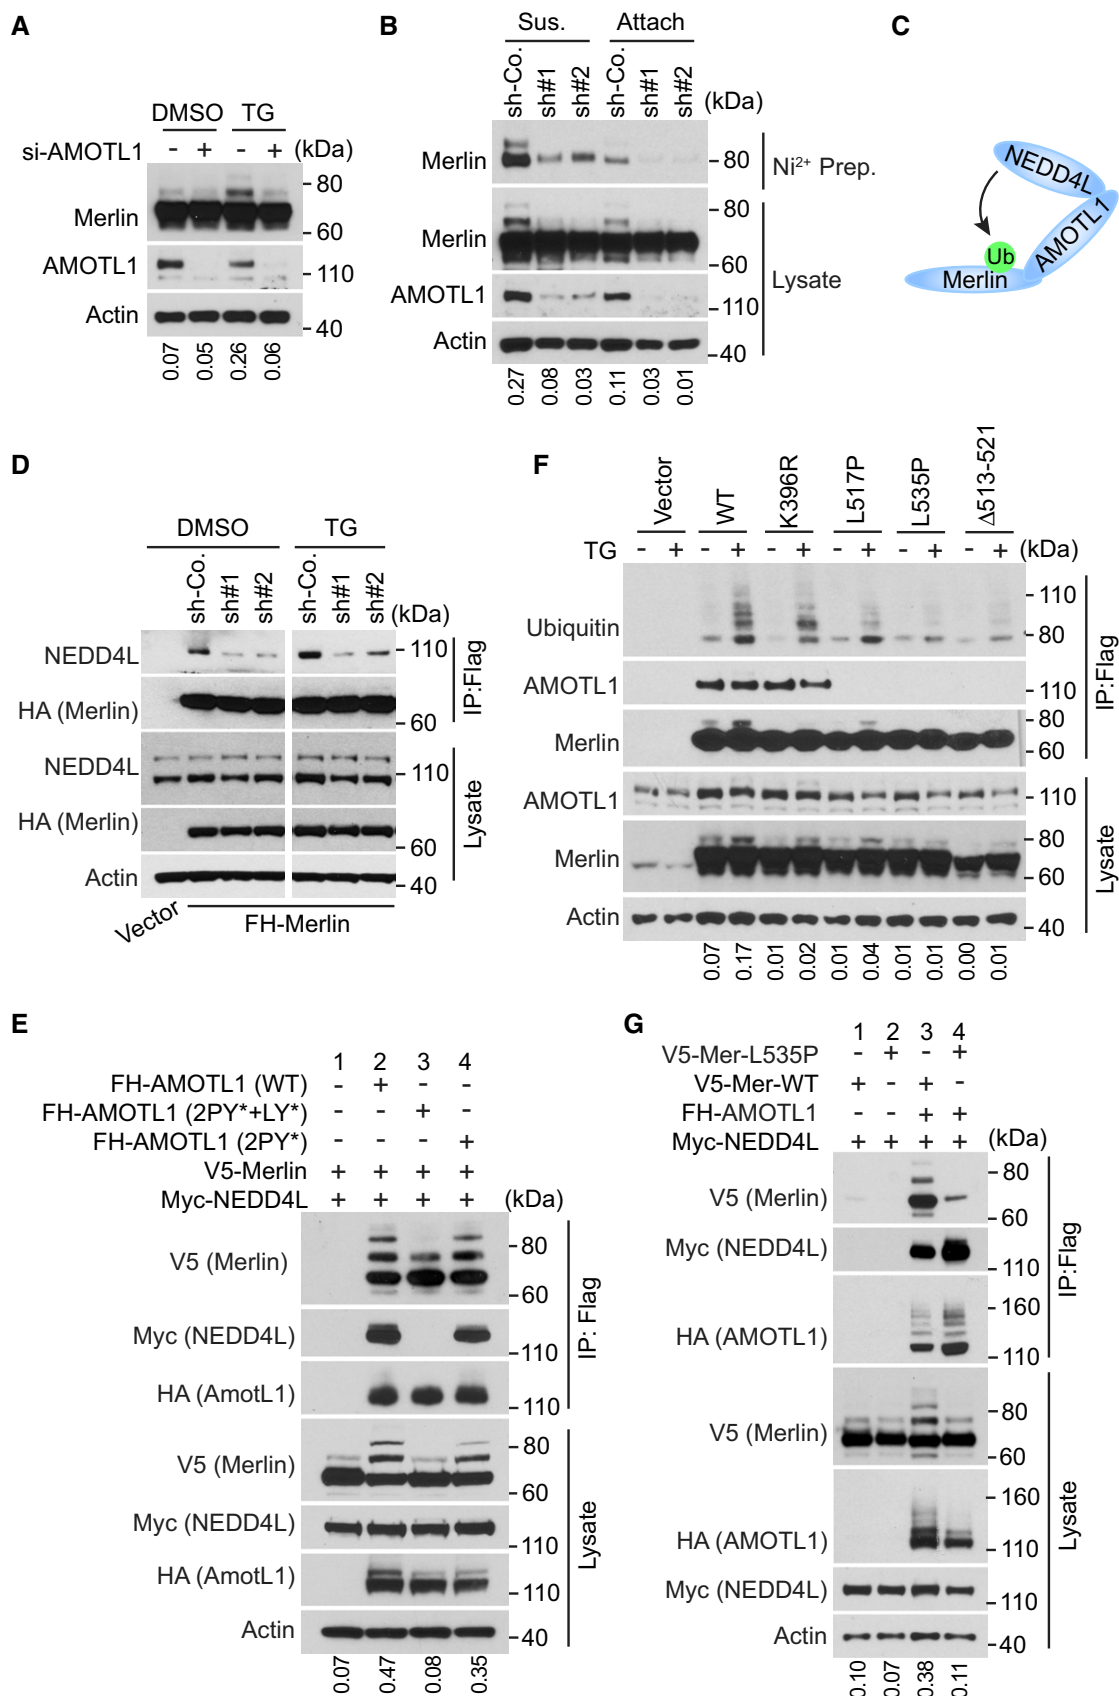 A
DMSO TG
si-AMOTL1 - + - + (kDa)
Merlin
80
60
AMOTL1
110
Actin
40
0.07 0.05 0.26 0.06
B
Sus. Attach
sh-Co. sh#1 sh#2 sh-Co. sh#1 sh#2 (kDa)
Merlin 80 Ni2+ Prep.
80
Merlin
60
Lysate
AMOTL1
110
Actin
40
0.27 0.08 0.03 0.11 0.03 0.01
C
NEDD4L
AMOTL1
Ub
Merlin
D
DMSO TG
sh-Co. sh#1 sh#2 sh-Co. sh#1 sh#2 (kDa)
NEDD4L 110
HA (Merlin)
60
IP:Flag
NEDD4L
110
HA (Merlin)
60
Actin
40
Lysate
Vector FH-Merlin
F
Vector WT K396R L517P L535P Δ513-521
TG - + - + - + - + - + - + (kDa)
110
Ubiquitin
80
AMOTL1 110
80
Merlin
60
IP:Flag
AMOTL1 110
80
Merlin
60
Actin
40
Lysate
0.07 0.17 0.01 0.02 0.01 0.04 0.01 0.01 0.00 0.01
E
1 2 3 4
FH-AMOTL1 (WT) - + - -
FH-AMOTL1 (2PY*+LY*) - - + -
FH-AMOTL1 (2PY*) - - - +
V5-Merlin + + + +
Myc-NEDD4L + + + + (kDa)
80
V5 (Merlin)
60
Myc (NEDD4L)
110
HA (AmotL1)
110
IP: Flag
80
V5 (Merlin)
60
Myc (NEDD4L)
110
HA (AmotL1)
110
Actin 40
Lysate
0.07 0.47 0.08 0.35
G
1 2 3 4
V5-Mer-L535P - + - +
V5-Mer-WT + - + -
FH-AMOTL1 - - + +
Myc-NEDD4L + + + + (kDa)
80
V5 (Merlin)
60
Myc (NEDD4L)
110
160
HA (AMOTL1)
110
IP:Flag
80
V5 (Merlin)
60
160
HA (AMOTL1)
110
Myc (NEDD4L)
110
Actin
40
Lysate
0.10 0.07 0.38 0.11